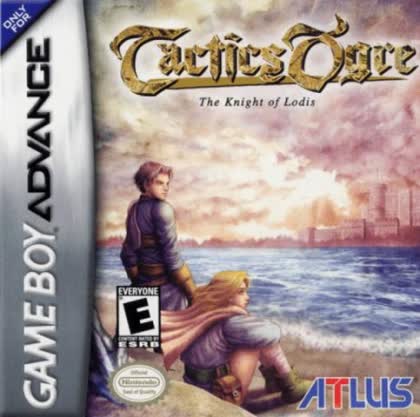 ONLY
FOR
GAME BOY ADVANCE
Tactics Ogre
The Knight of Lodis
EVERYONE
E
CONTENT RATED BY
ESRB
Official
Nintendo
Seal of Quality
ATLUS